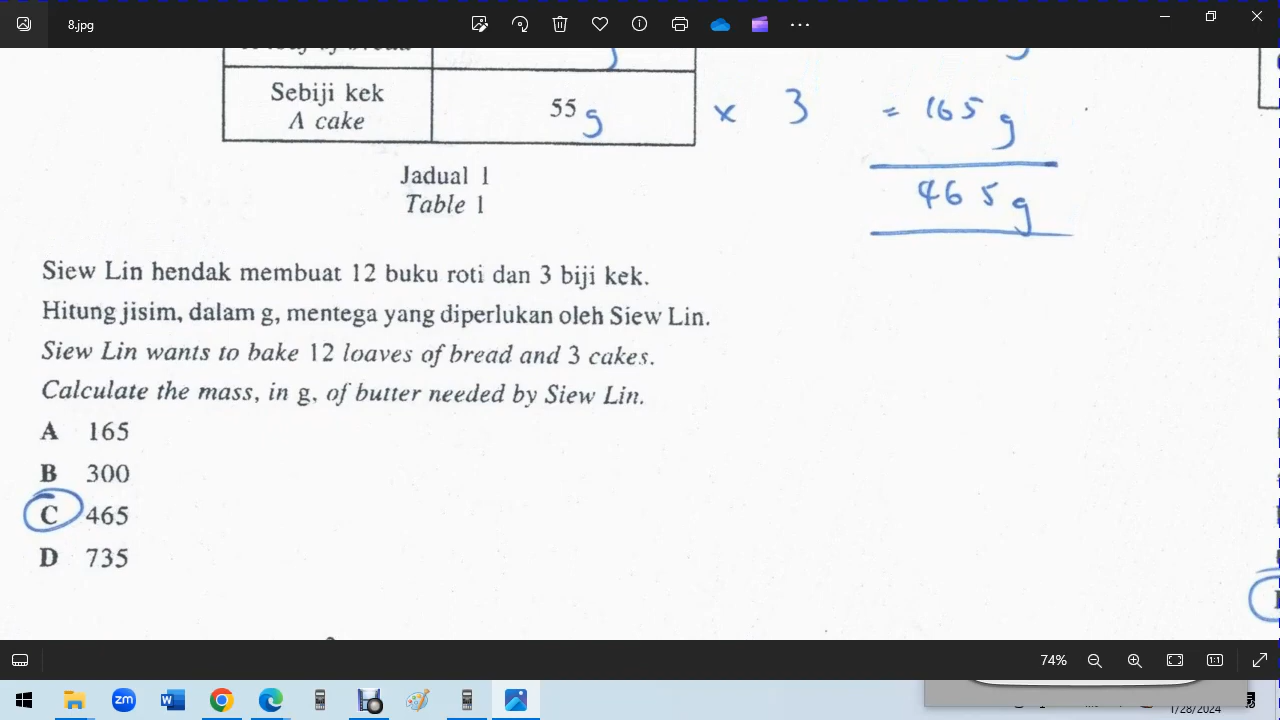 8.jpg
g
Sebiji kek
A cake
55 g × 3 = 165 g
465 g
Jadual 1
Table 1
Siew Lin hendak membuat 12 buku roti dan 3 biji kek.
Hitung jisim, dalam g, mentega yang diperlukan oleh Siew Lin.
Siew Lin wants to bake 12 loaves of bread and 3 cakes.
Calculate the mass, in g, of butter needed by Siew Lin.
A 165
B 300
C 465
D 735
74%
1:1
zm
W
1/28/2024